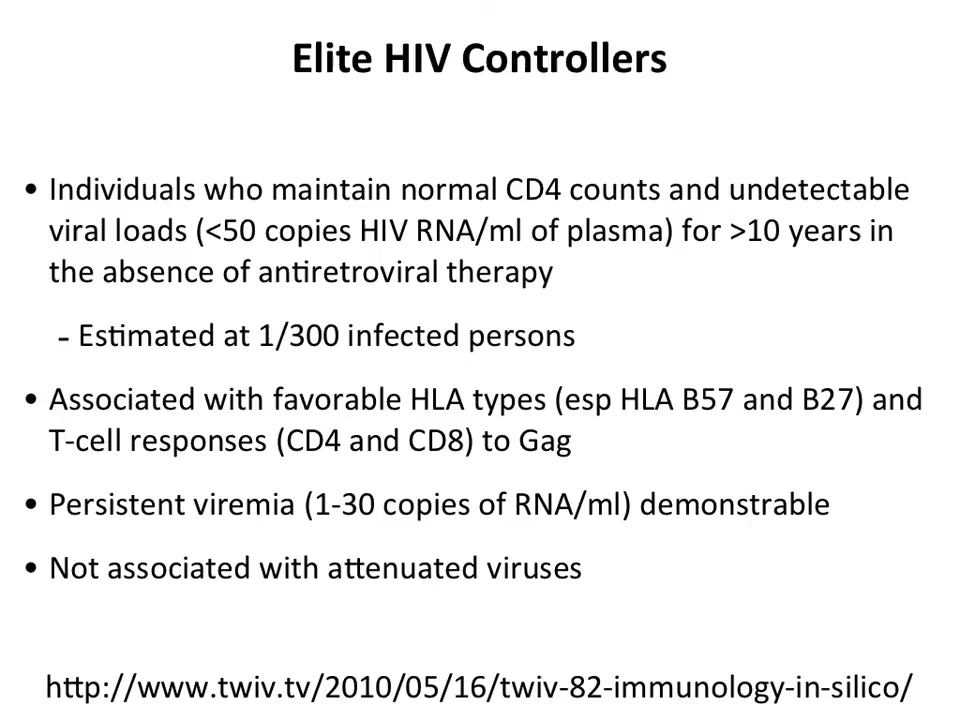 Elite HIV Controllers
• Individuals who maintain normal CD4 counts and undetectable
viral loads (<50 copies HIV RNA/ml of plasma) for >10 years in
the absence of antiretroviral therapy
- Estimated at 1/300 infected persons
• Associated with favorable HLA types (esp HLA B57 and B27) and
T-cell responses (CD4 and CD8) to Gag
• Persistent viremia (1-30 copies of RNA/ml) demonstrable
• Not associated with attenuated viruses
http://www.twiv.tv/2010/05/16/twiv-82-immunology-in-silico/